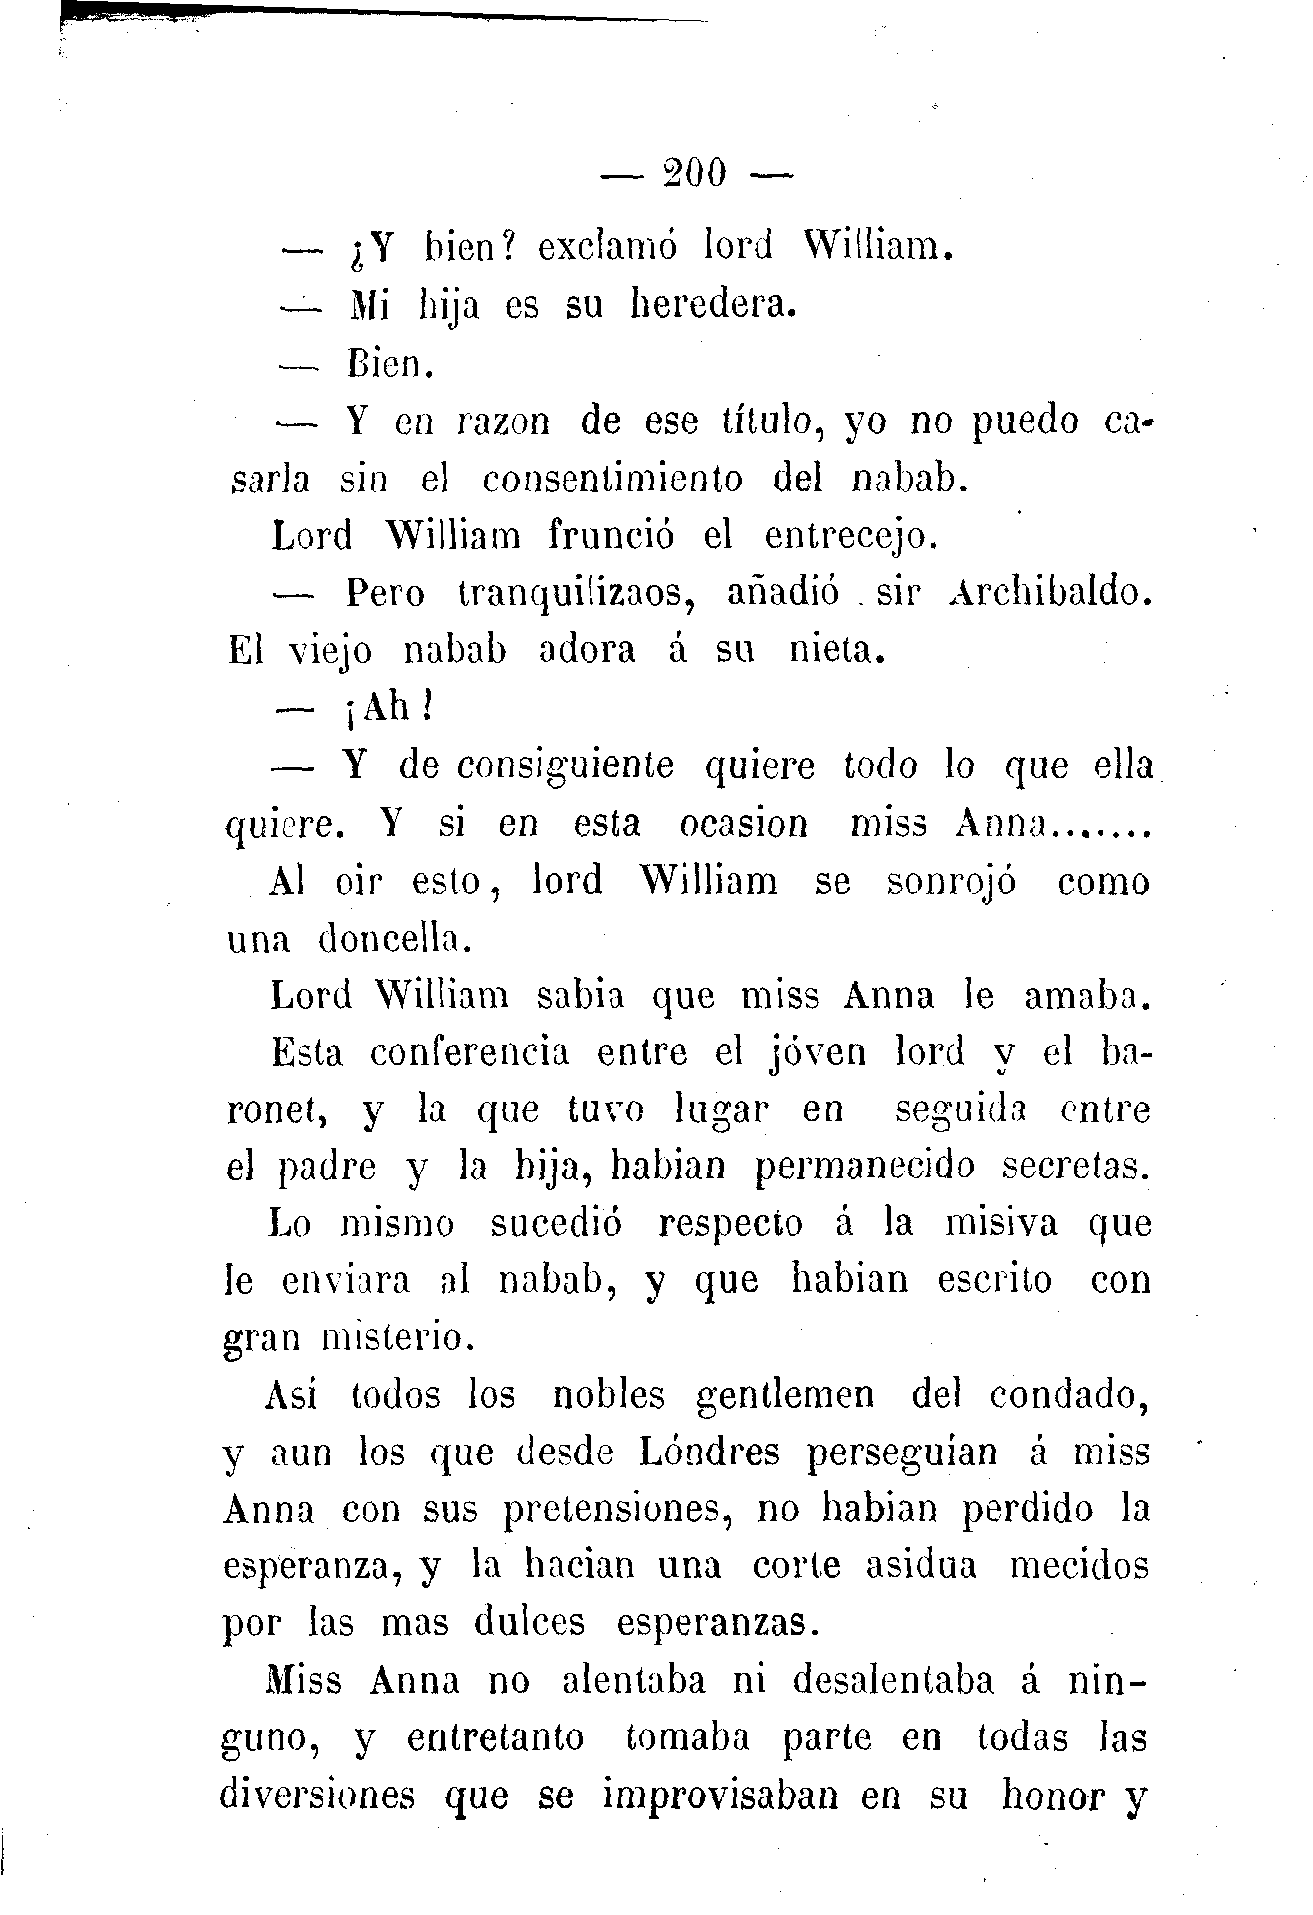 — 200 —
— ¿Y bien? exclamó lord William.
— Mi hija es su heredera.
— Bien.
— Y en razon de ese título, yo no puedo ca-
sarla sin el consentimiento del nabab.
Lord William frunció el entrecejo.
— Pero tranquilizaos, añadió sir Archibaldo.
El viejo nabab adora á su nieta.
— ¡Ah!
— Y de consiguiente quiere todo lo que ella
quiere. Y si en esta ocasion miss Anna.......
Al oir esto, lord William se sonrojó como
una doncella.
Lord William sabia que miss Anna le amaba.
Esta conferencia entre el jóven lord y el ba-
ronet, y la que tuvo lugar en seguida entre
el padre y la hija, habian permanecido secretas.
Lo mismo sucedió respecto á la misiva que
le enviara al nabab, y que habian escrito con
gran misterio.
Así todos los nobles gentlemen del condado,
y aun los que desde Lóndres perseguian á miss
Anna con sus pretensiones, no habian perdido la
esperanza, y la hacian una corte asidua mecidos
por las mas dulces esperanzas.
Miss Anna no alentaba ni desalentaba á nin-
guno, y entretanto tomaba parte en todas las
diversiones que se improvisaban en su honor y